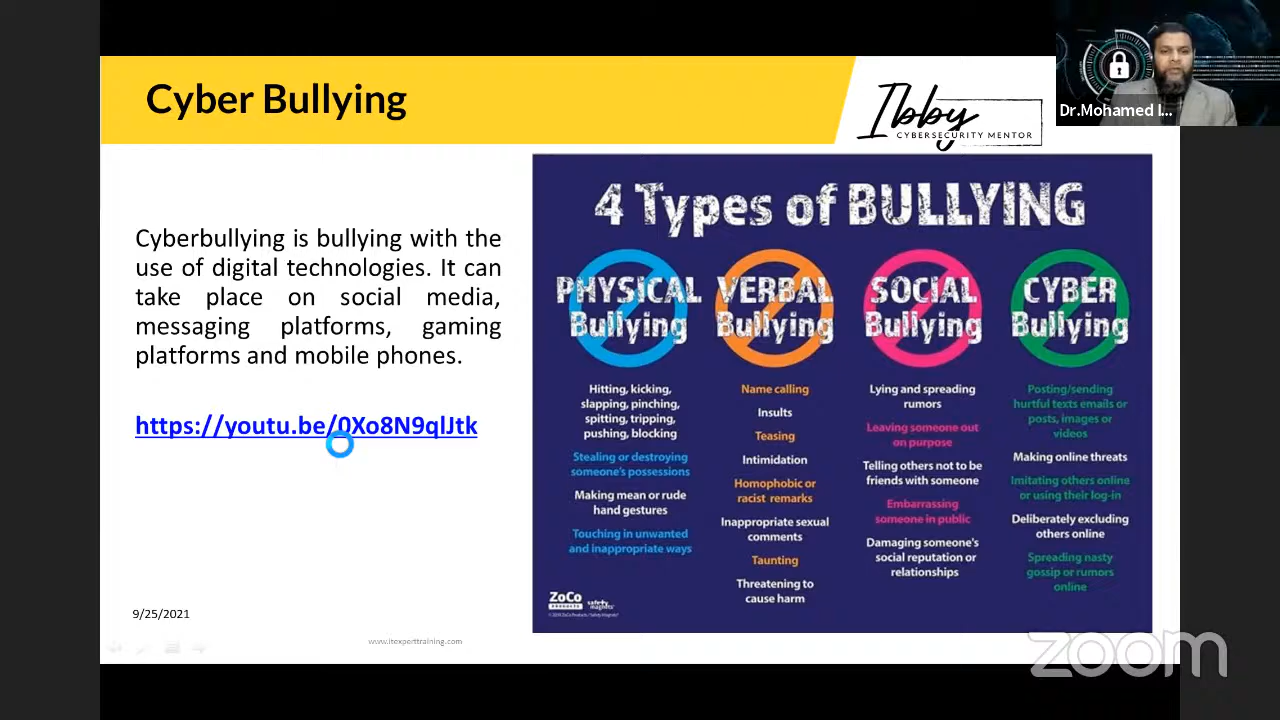 Cyber Bullying
Ibby
CYBERSECURITY MENTOR
Dr.Mohamed I...
Cyberbullying is bullying with the
use of digital technologies. It can
take place on social media,
messaging platforms, gaming
platforms and mobile phones.
https://youtu.be/0Xo8N9qlJtk
9/25/2021
www.itexperttraining.com
4 Types of BULLYING
PHYSICAL
Bullying
Hitting, kicking,
slapping, pinching,
spitting, tripping,
pushing, blocking
Stealing or destroying
someone's possessions
Making mean or rude
hand gestures
Touching in unwanted
and inappropriate ways
VERBAL
Bullying
Name calling
Insults
Teasing
Intimidation
Homophobic or
racist remarks
Inappropriate sexual
comments
Taunting
Threatening to
cause harm
SOCIAL
Bullying
Lying and spreading
rumors
Leaving someone out
on purpose
Telling others not to be
friends with someone
Embarrassing
someone in public
Damaging someone's
social reputation or
relationships
CYBER
Bullying
Posting/sending
hurtful texts emails or
posts, images or
videos
Making online threats
Imitating others online
or using their log-in
Deliberately excluding
others online
Spreading nasty
gossip or rumors
online
ZoCo
PRODUCTS
safety
magnets
zoom